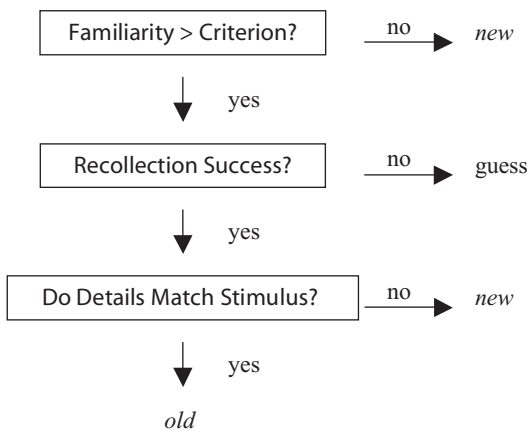 Familiarity > Criterion?
no
new
yes
Recollection Success?
no
guess
yes
Do Details Match Stimulus?
no
new
yes
old